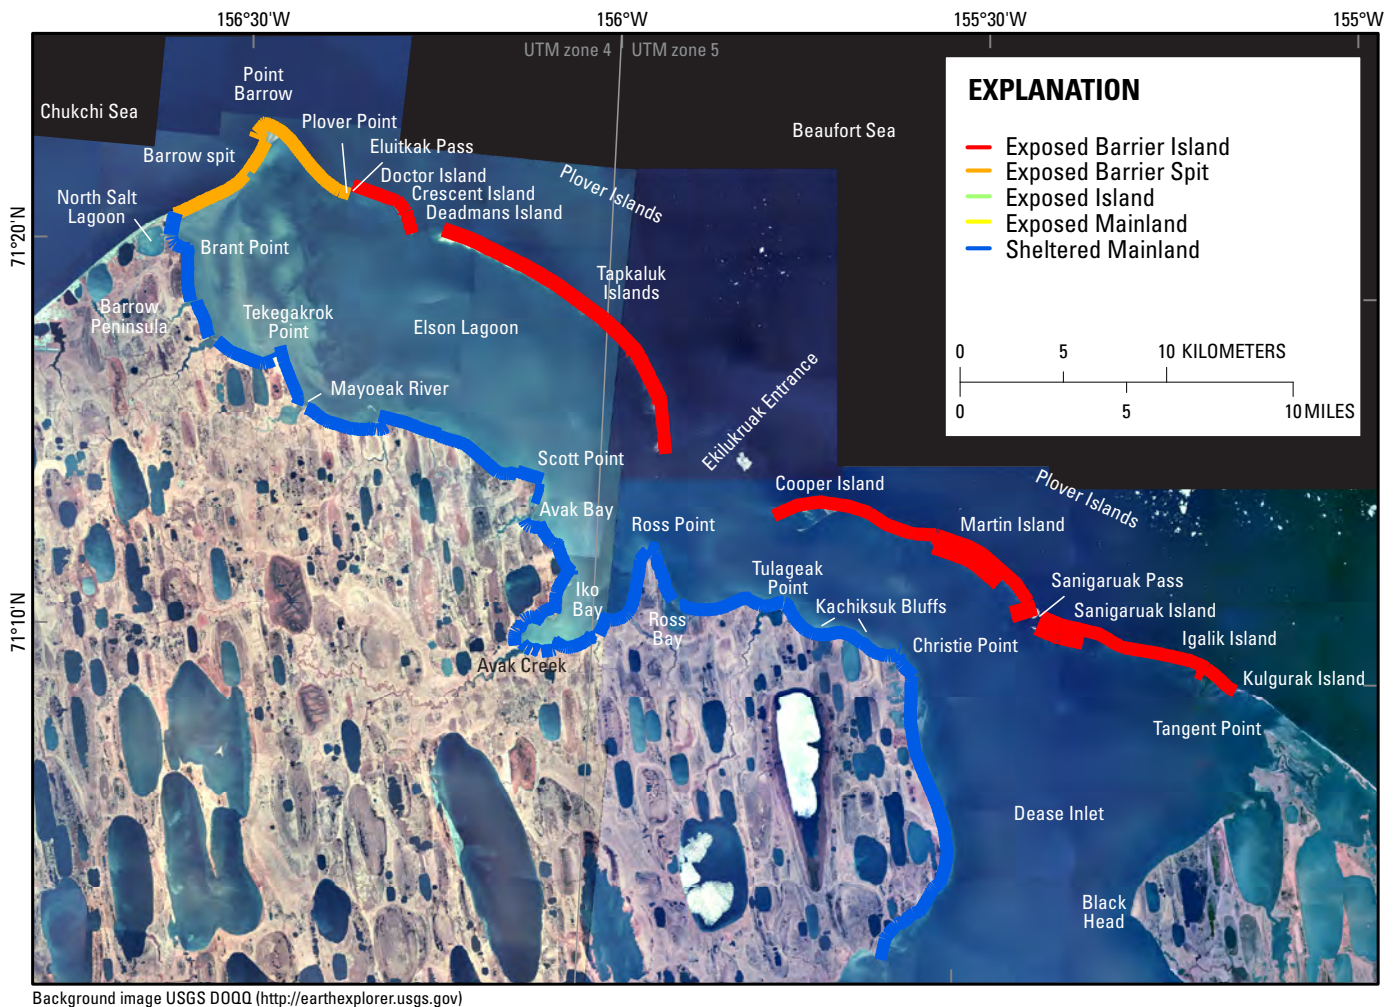 156°30'W
156°W
155°30'W
155°W
UTM zone 4
UTM zone 5
Point
Barrow
Chukchi Sea
Plover Point
Beaufort Sea
Eluitkak Pass
Barrow spit
Doctor Island
Crescent Island
Deadmans Island
Plover Islands
North Salt
Lagoon
71°20'N
Brant Point
Tapkaluk
Islands
Barrow
Peninsula
Tekegakrok
Point
Elson Lagoon
Mayoeak River
Ekilukruak Entrance
EXPLANATION
Exposed Barrier Island
Exposed Barrier Spit
Exposed Island
Exposed Mainland
Sheltered Mainland
0 5 10 KILOMETERS
0 5 10 MILES
Scott Point
Cooper Island
Plover Islands
Avak Bay
Ross Point
Martin Island
Tulageak
Point
Sanigaruak Pass
Iko
Bay
Kachiksuk Bluffs
Sanigaruak Island
71°10'N
Ross
Bay
Christie Point
Igalik Island
Avak Creek
Kulgurak Island
Tangent Point
Dease Inlet
Black
Head
Background image USGS DOQQ (http://earthexplorer.usgs.gov)